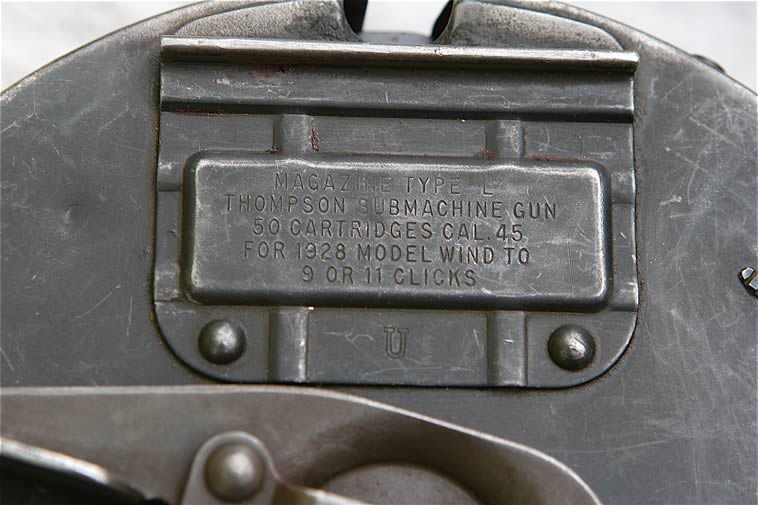 MAGAZINE TYPE L
THOMPSON SUBMACHINE GUN
50 CARTRIDGES CAL. 45
FOR 1928 MODEL WIND TO
9 OR 11 CLICKS
U